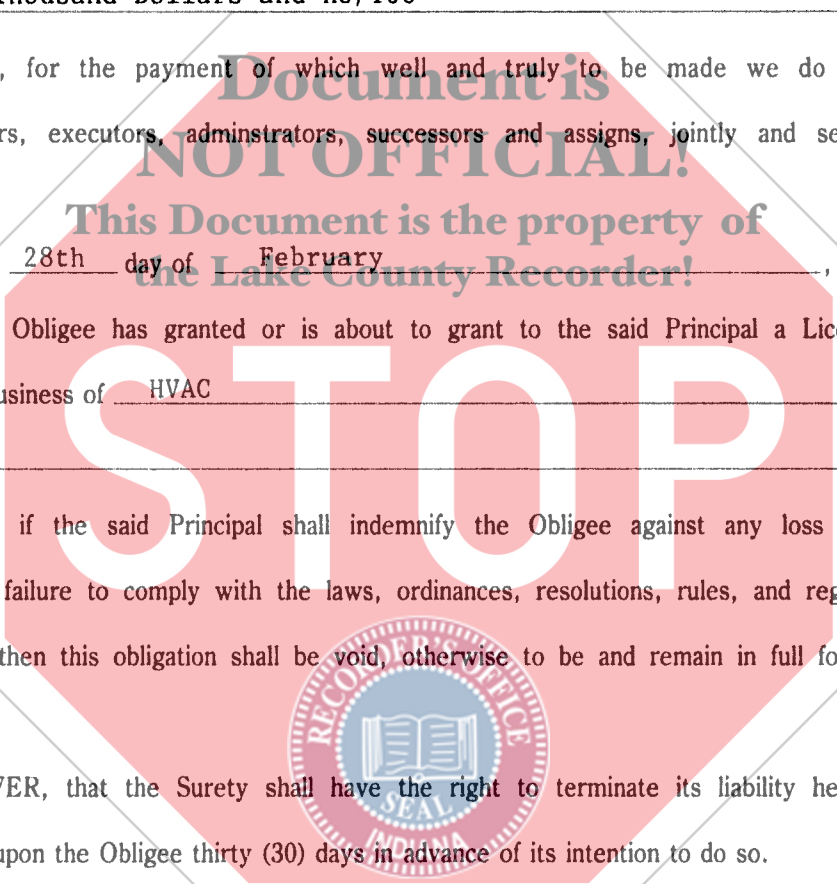 Thousand Dollars and no/100
, for the payment of which well and truly to be made we do
Document is
rs, executors, adminstrators, successors and assigns, jointly and se
NOT OFFICIAL!
This Document is the property of
28th day of February ,
the Lake County Recorder!
Obligee has granted or is about to grant to the said Principal a Lic
usiness of HVAC
STOP
if the said Principal shall indemnify the Obligee against any loss
failure to comply with the laws, ordinances, resolutions, rules, and reg
then this obligation shall be void, otherwise to be and remain in full fo
RECORDER'S OFFICE
SEAL
INDIANA
VER, that the Surety shall have the right to terminate its liability he
upon the Obligee thirty (30) days in advance of its intention to do so.